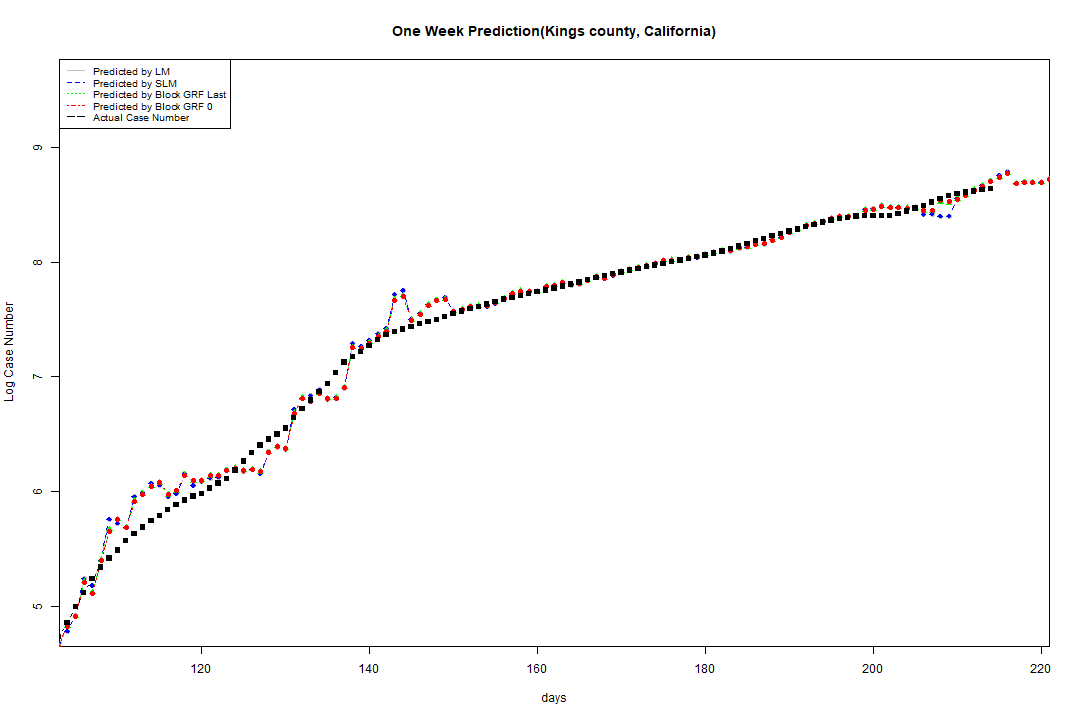 One Week Prediction(Kings county, California)
Predicted by LM
Predicted by SLM
Predicted by Block GRF Last
Predicted by Block GRF 0
Actual Case Number
9
8
7
6
5
Log Case Number
120 140 160 180 200 220
days